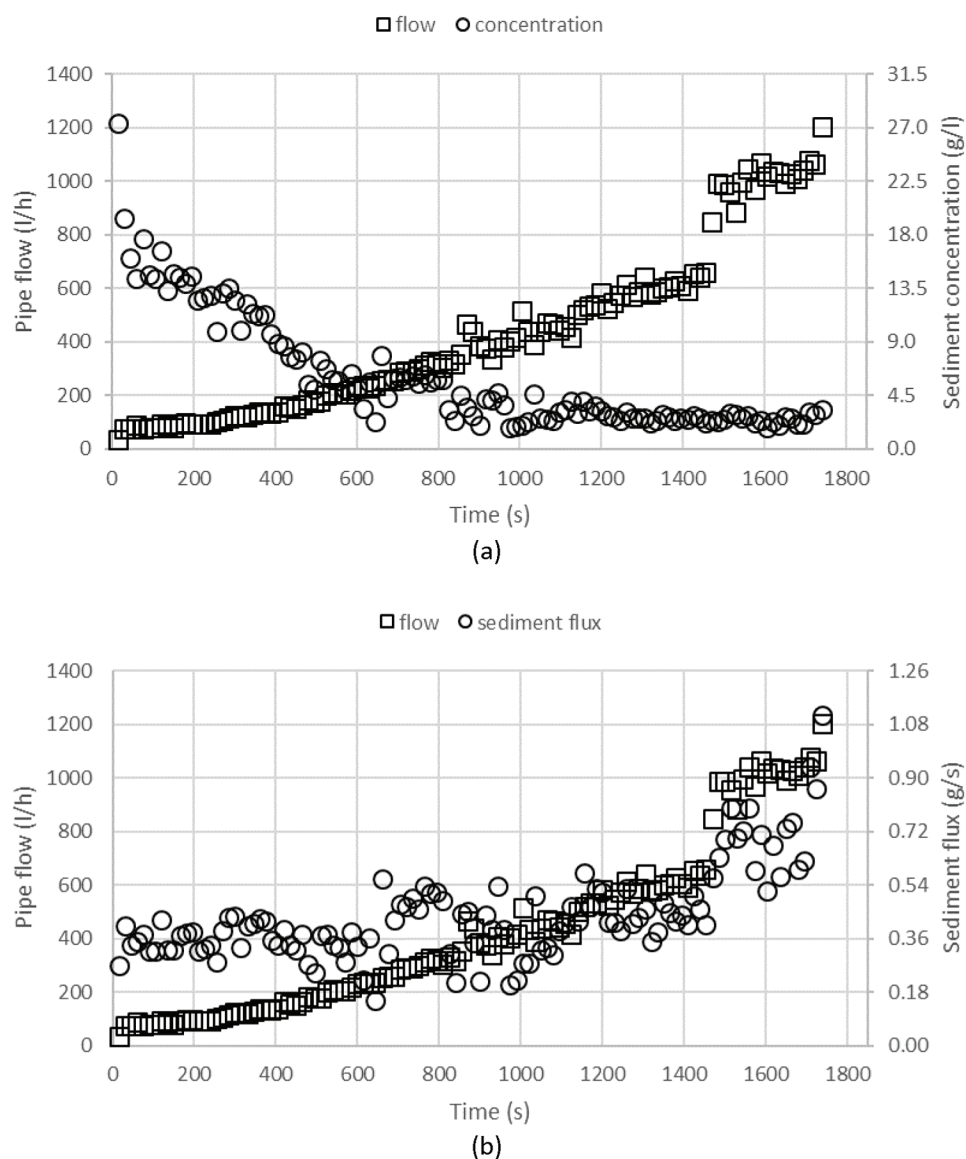 flow concentration
1400 31.5
1200 27.0
1000 22.5
800 18.0
600 13.5
400 9.0
200 4.5
0 0.0
Pipe flow (l/h)
Sediment concentration (g/l)
0 200 400 600 800 1000 1200 1400 1600 1800
Time (s)
(a)
flow sediment flux
1400 1.26
1200 1.08
1000 0.90
800 0.72
600 0.54
400 0.36
200 0.18
0 0.00
Pipe flow (l/h)
Sediment flux (g/s)
0 200 400 600 800 1000 1200 1400 1600 1800
Time (s)
(b)